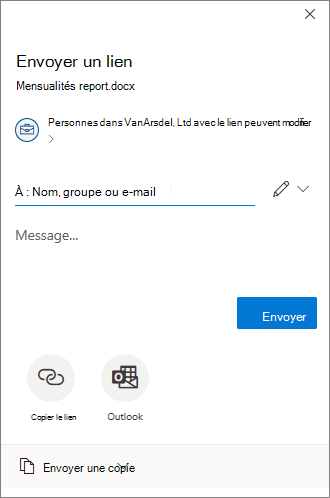 Envoyer un lien
Mensualités report.docx
Personnes dans VanArsdel, Ltd avec le lien peuvent modifier
À : Nom, groupe ou e-mail
Message...
Envoyer
Copier le lien
Outlook
Envoyer une copie